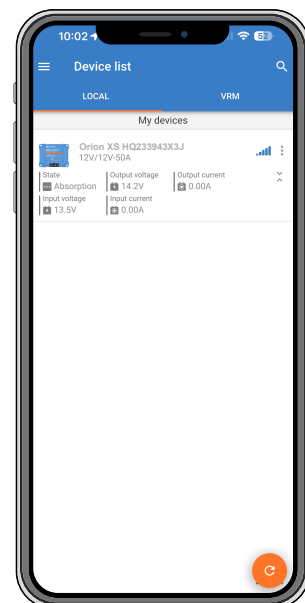 10:02
52
Device list
LOCAL
VRM
My devices
Orion XS HQ233943X3J
12V/12V-50A
State
Output voltage
Output current
Absorption
14.2V
0.00A
Input voltage
Input current
13.5V
0.00A